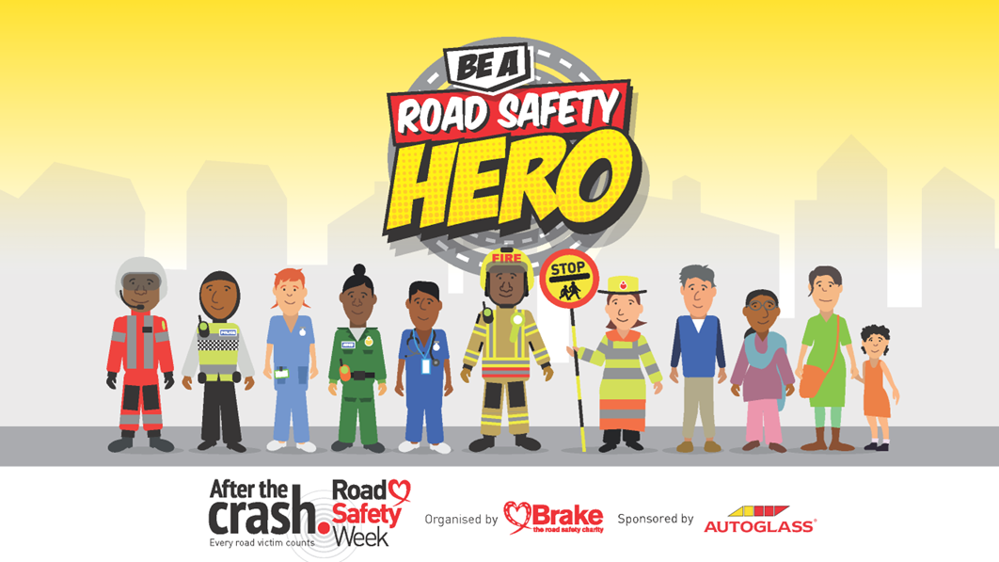 BE A
ROAD SAFETY
HERO
FIRE
STOP
POLICE
After the
crash.
Every road victim counts
Road
Safety
Week
Organised by
Brake
the road safety charity
Sponsored by
AUTOGLASS®